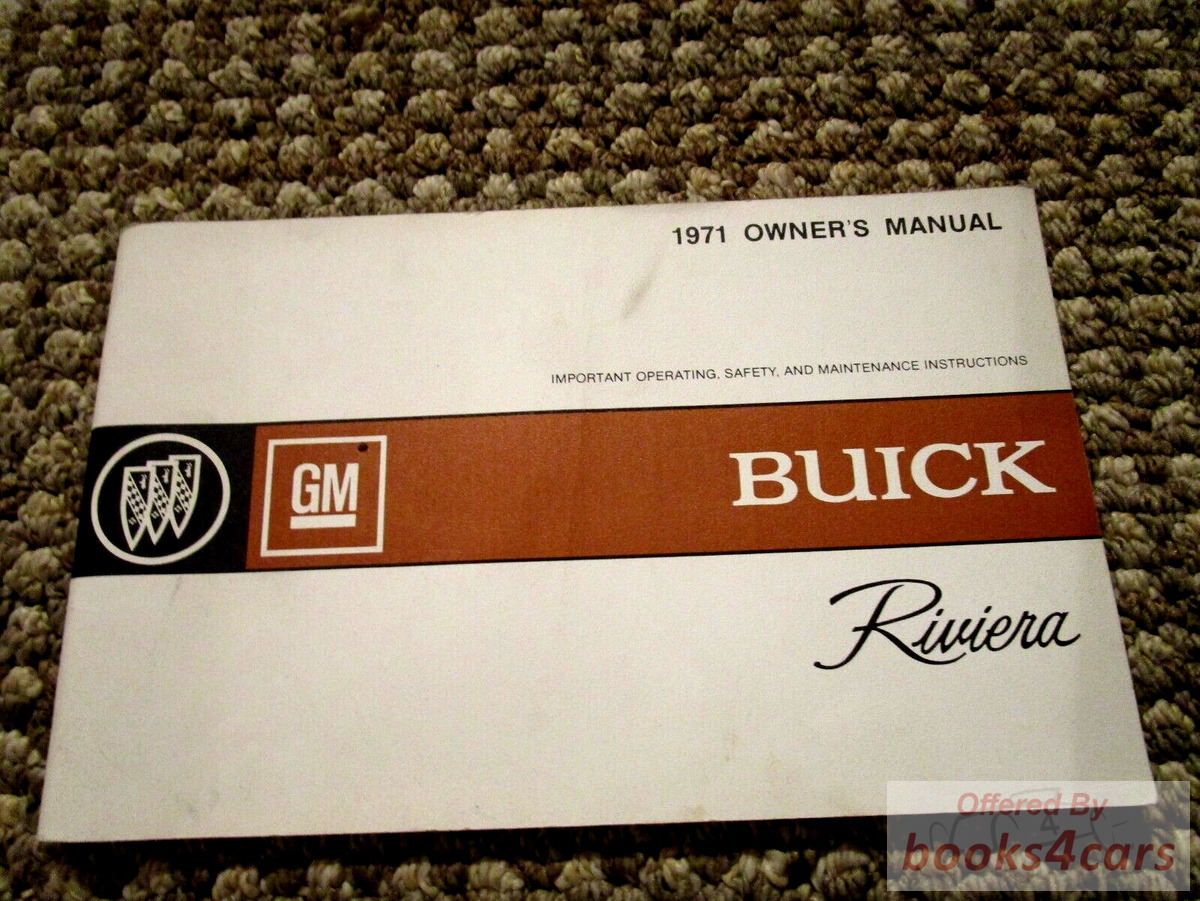 1971 OWNER'S MANUAL
IMPORTANT OPERATING, SAFETY, AND MAINTENANCE INSTRUCTIONS
GM
BUICK
Riviera
Offered By
books4cars